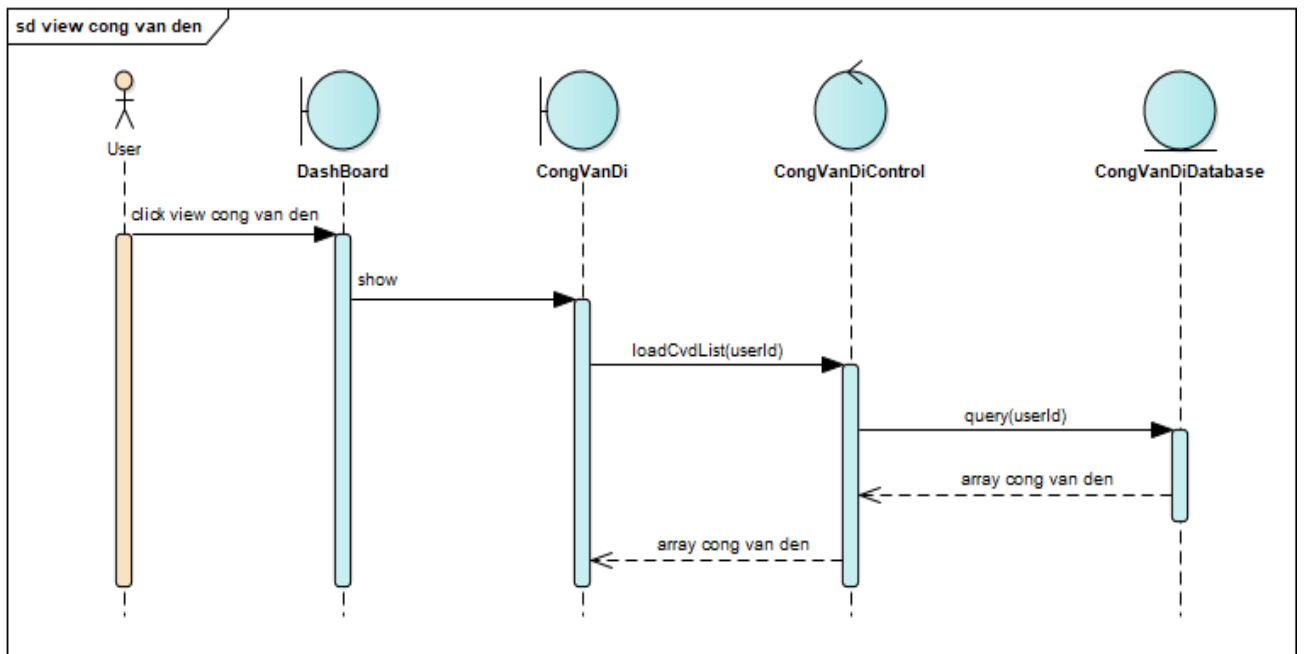 sd view cong van den
User
DashBoard
CongVanDi
CongVanDiControl
CongVanDiDatabase
click view cong van den
show
loadCvdList(userId)
query(userId)
array cong van den
array cong van den